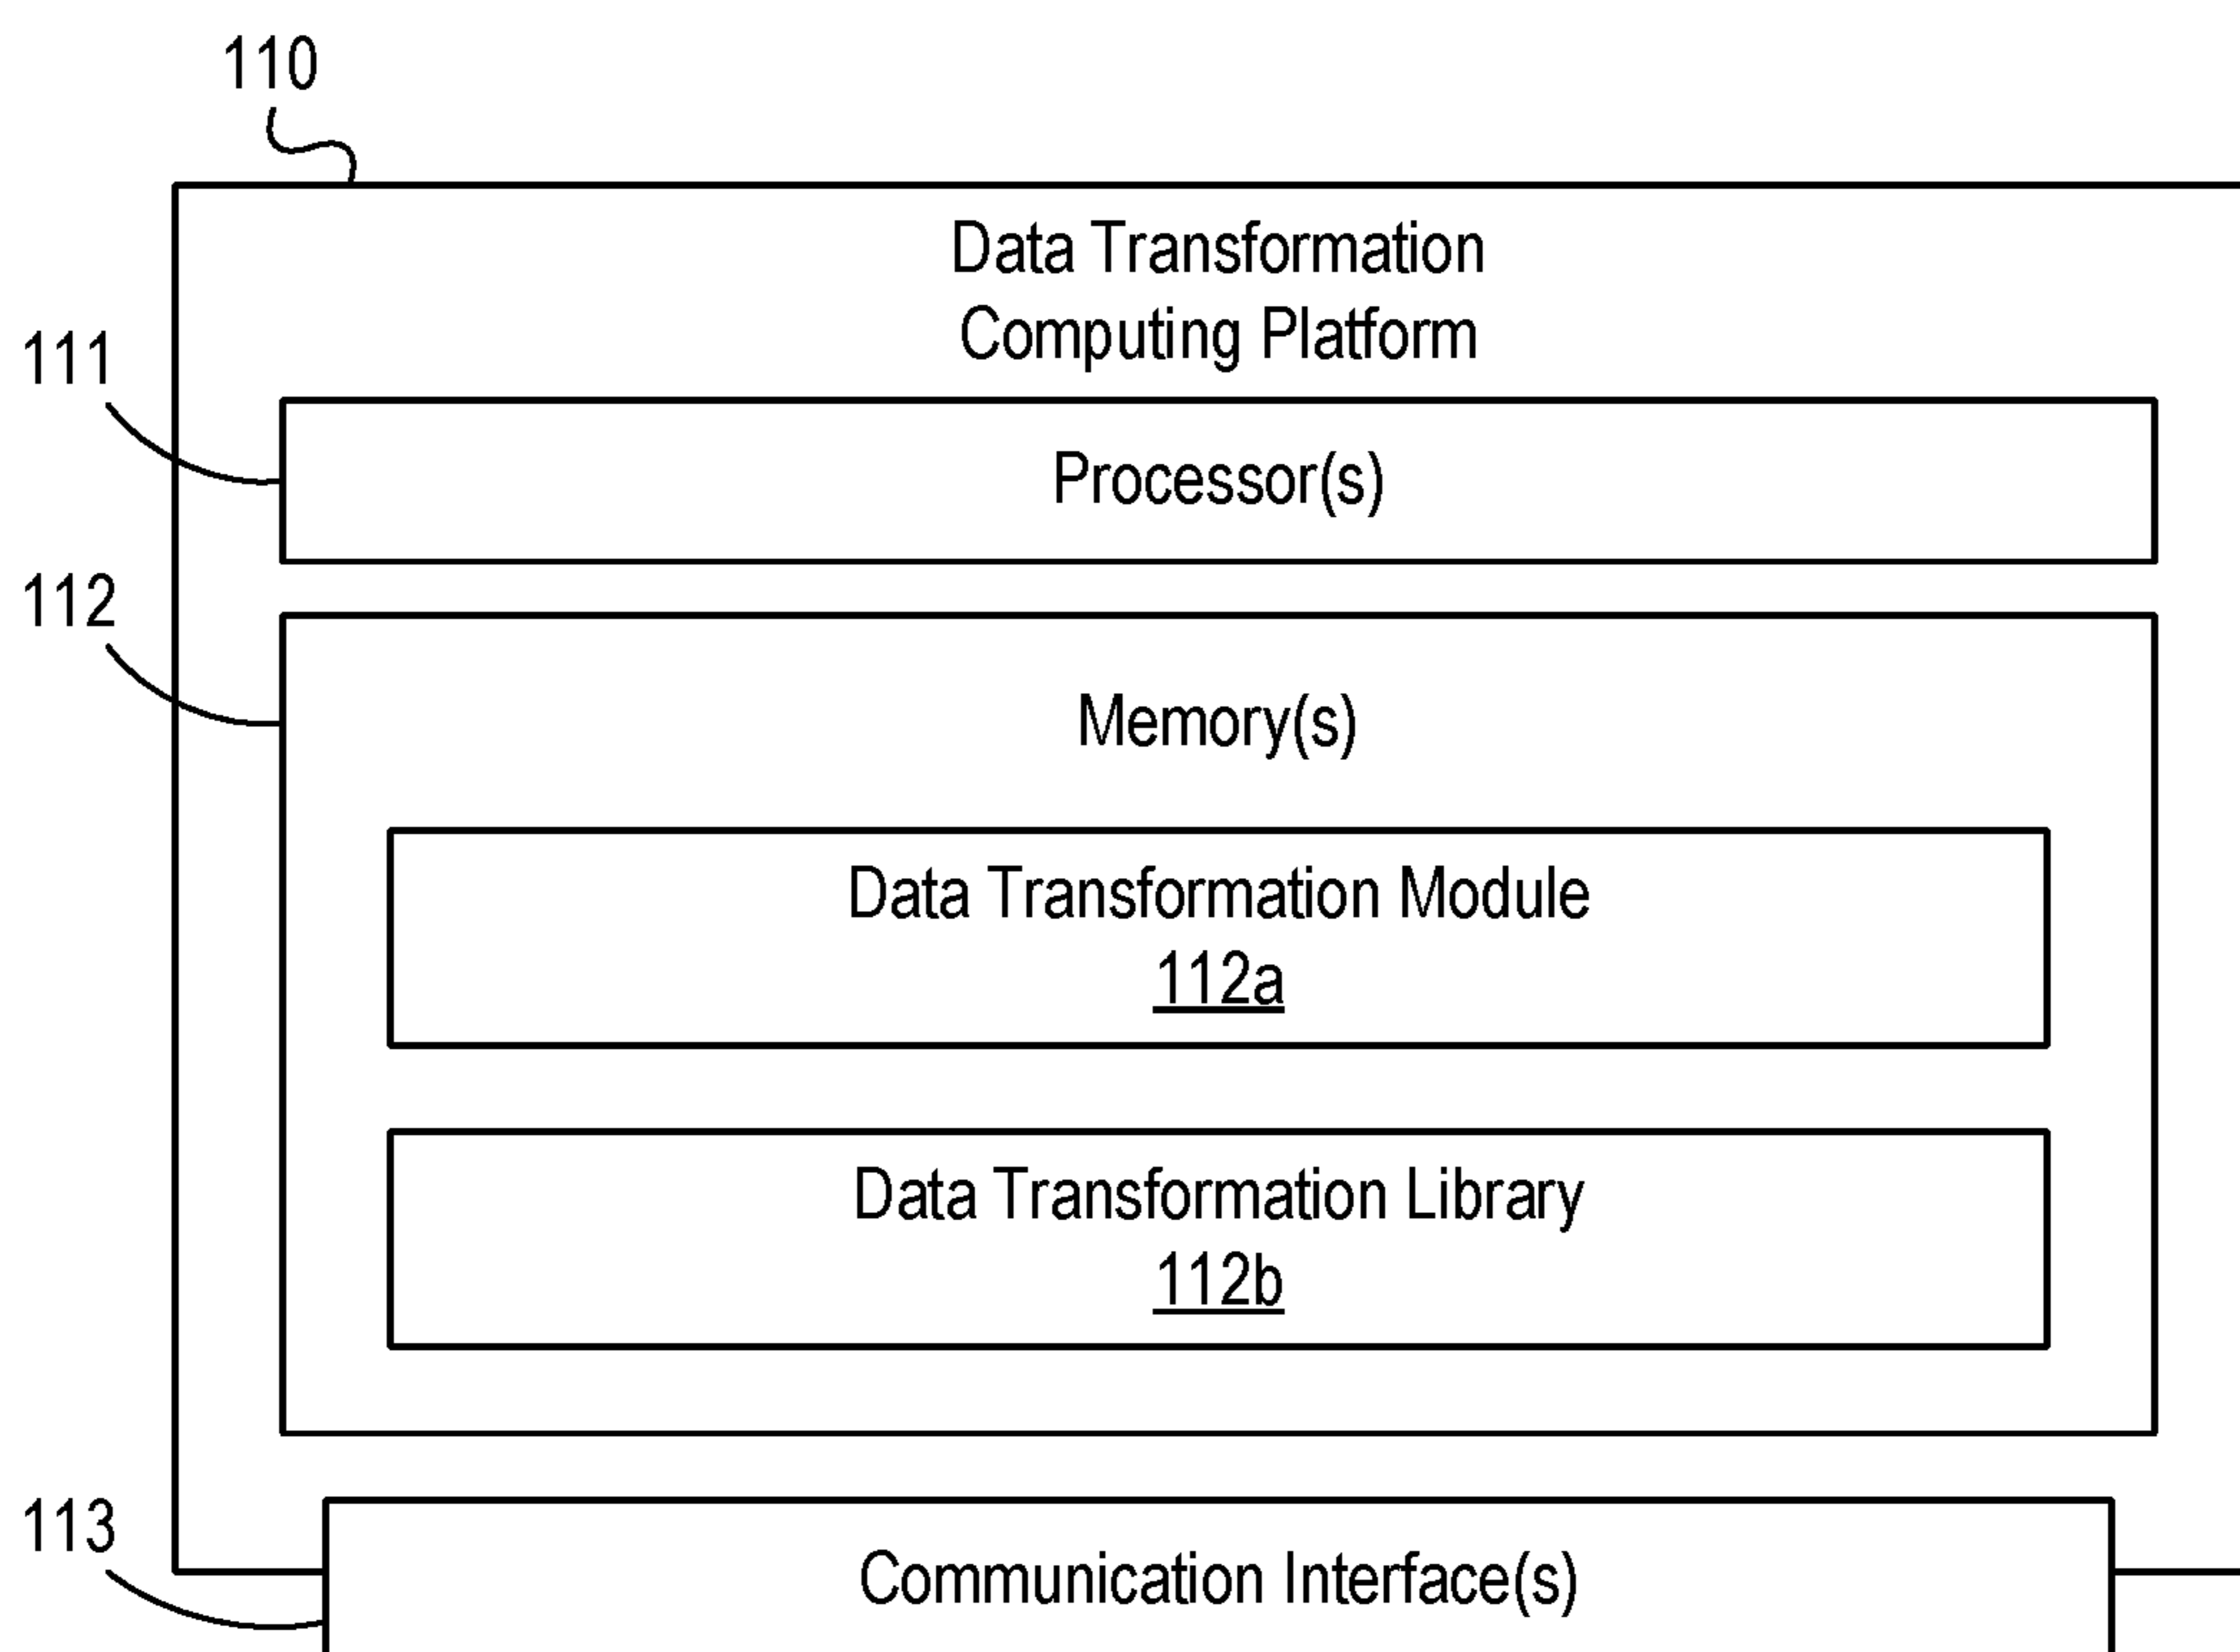 110
Data Transformation
Computing Platform
111
Processor(s)
112
Memory(s)
Data Transformation Module
112a
Data Transformation Library
112b
113
Communication Interface(s)